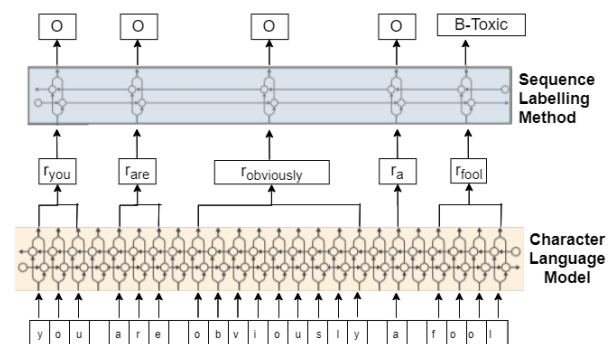 O O O O B-Toxic
Sequence
Labelling
Method
r_you r_are r_obviously r_a r_fool
Character
Language
Model
y o u a r e o b v i o u s l y a f o o l